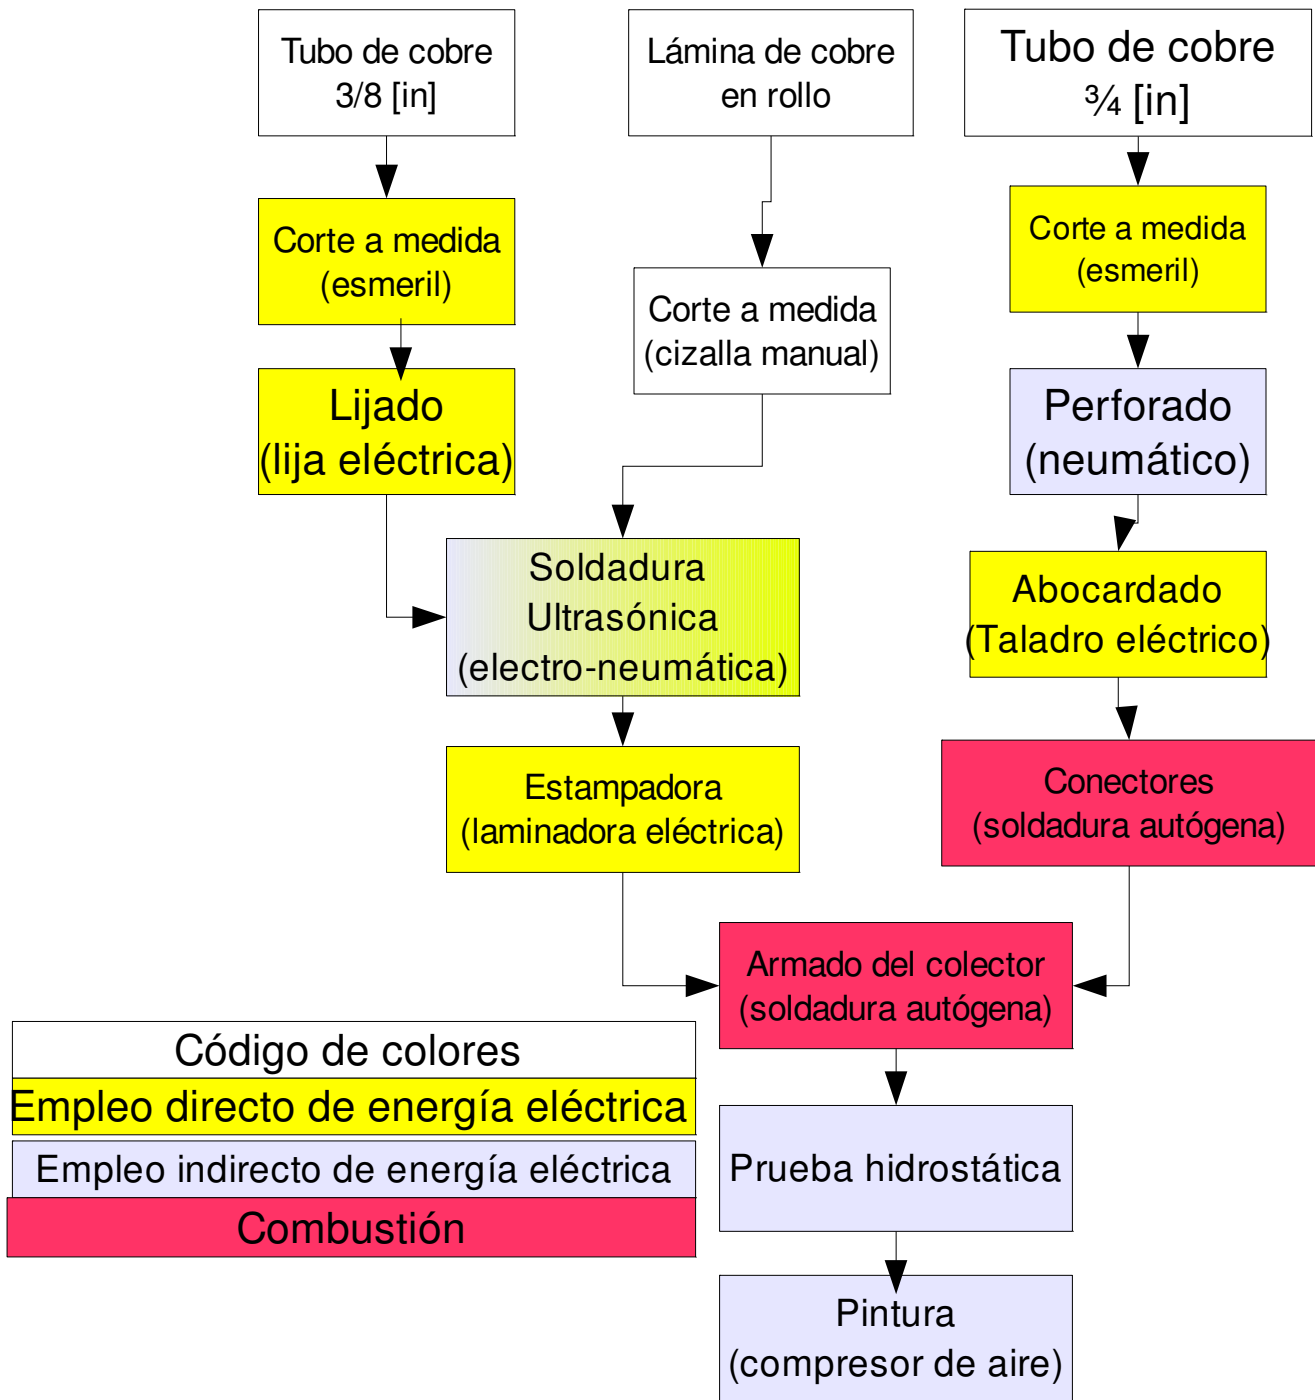 Tubo de cobre
3/8 [in]
Lámina de cobre
en rollo
Tubo de cobre
¾ [in]
Corte a medida
(esmeril)
Corte a medida
(cizalla manual)
Corte a medida
(esmeril)
Lijado
(lija eléctrica)
Perforado
(neumático)
Soldadura
Ultrasónica
(electro-neumática)
Abocardado
(Taladro eléctrico)
Estampadora
(laminadora eléctrica)
Conectores
(soldadura autógena)
Armado del colector
(soldadura autógena)
Código de colores
Empleo directo de energía eléctrica
Empleo indirecto de energía eléctrica
Combustión
Prueba hidrostática
Pintura
(compresor de aire)